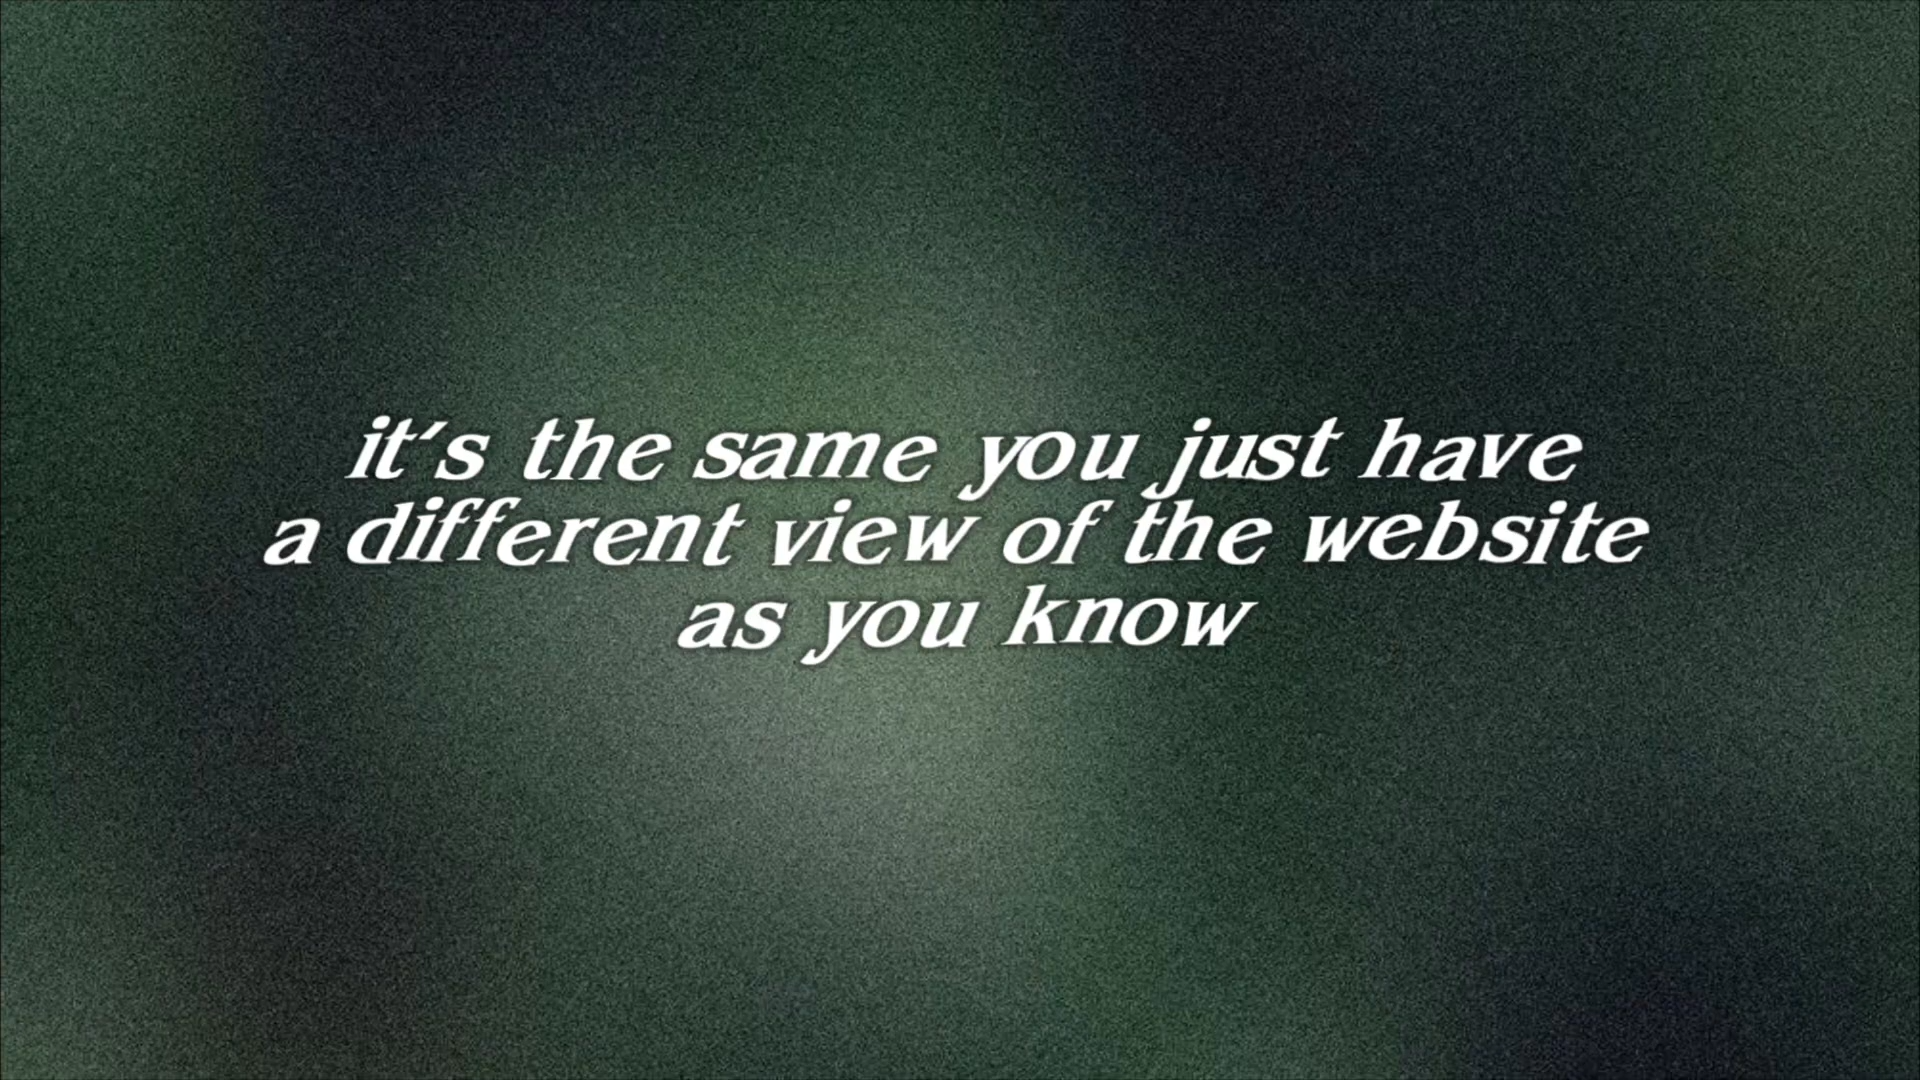 it's the same you just have
a different view of the website
as you know